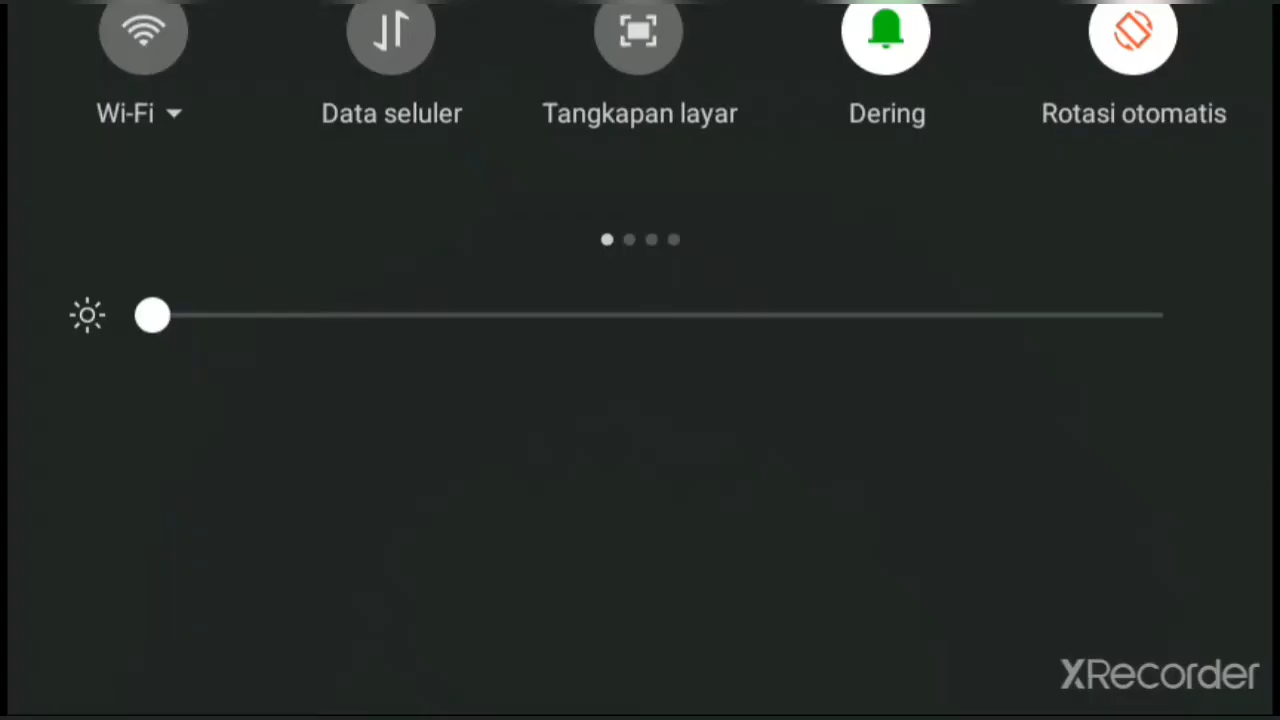 Wi-Fi
Data seluler
Tangkapan layar
Dering
Rotasi otomatis
XRecorder